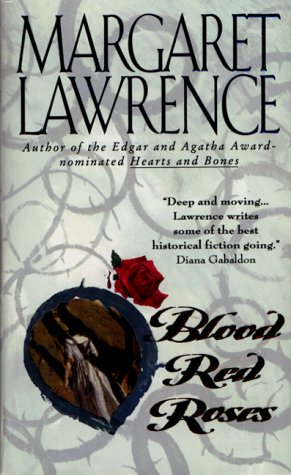 MARGARET
LAWRENCE
Author of the Edgar and Agatha Award-
nominated Hearts and Bones
"Deep and moving...
Lawrence writes
some of the best
historical fiction going."
Diana Gabaldon
Blood
Red
Roses